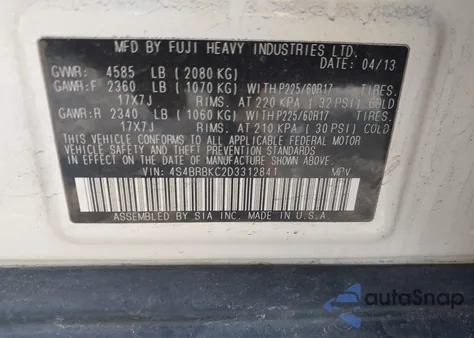 MFD BY FUJI HEAVY INDUSTRIES LTD.
DATE: 04/13
GVWR: 4585 LB (2080 KG)
GAWR:F 2360 LB (1070 KG) WITH P225/60R17 TIRES.
17X7J RIMS. AT 220 KPA (32 PSI) COLD
GAWR:R 2340 LB (1060 KG) WITH P225/60R17 TIRES.
17X7J RIMS. AT 210 KPA (30 PSI) COLD
THIS VEHICLE CONFORMS TO ALL APPLICABLE FEDERAL MOTOR
VEHICLE SAFETY AND THEFT PREVENTION STANDARDS IN EFFECT
ON THE DATE OF MANUFACTURE SHOWN ABOVE.
VIN: 4S4BRBKC2D3312841 MPV
ASSEMBLED BY SIA INC. MADE IN U.S.A.
autoSnap
POWERED BY